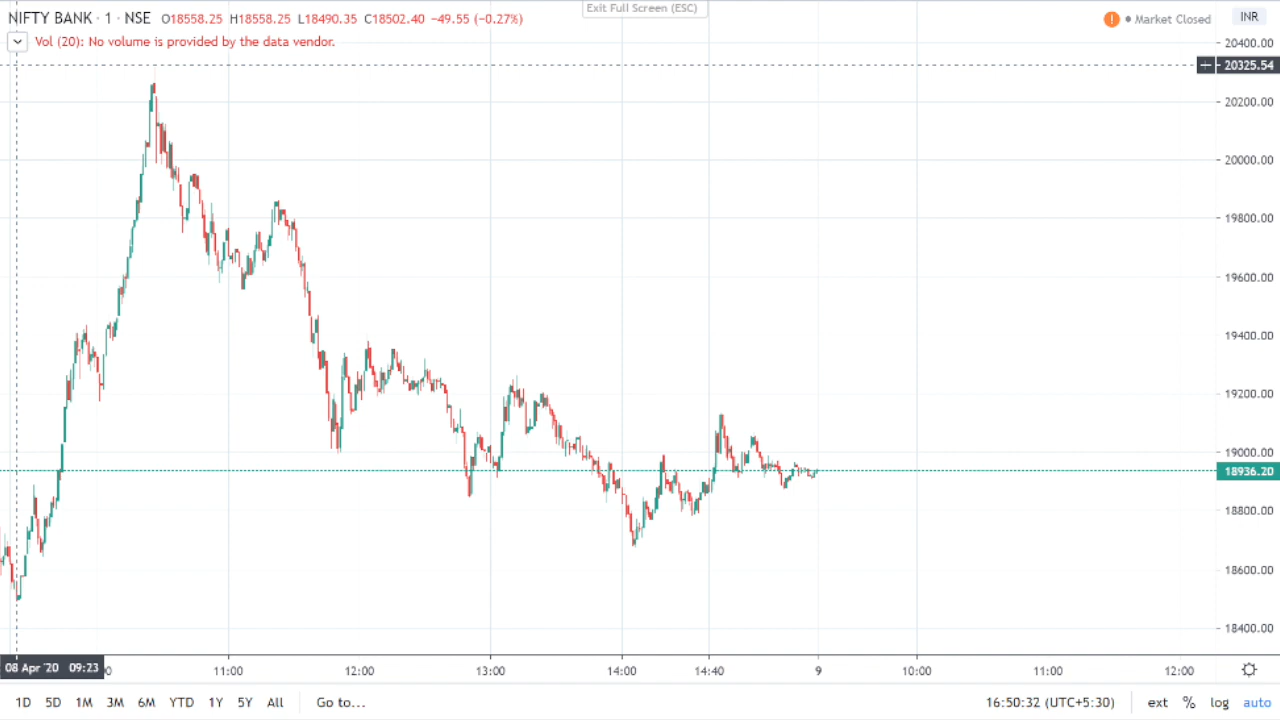 NIFTY BANK · 1 · NSE O18558.25 H18558.25 L18490.35 C18502.40 −49.55 (−0.27%)
Exit Full Screen (ESC)
! Market Closed
INR
Vol (20): No volume is provided by the data vendor.
20400.00
20325.54
20200.00
20000.00
19800.00
19600.00
19400.00
19200.00
19000.00
18936.20
18800.00
18600.00
18400.00
08 Apr '20 09:23 11:00 12:00 13:00 14:00 14:40 9 10:00 11:00 12:00
1D 5D 1M 3M 6M YTD 1Y 5Y All Go to... 16:50:32 (UTC+5:30) ext % log auto